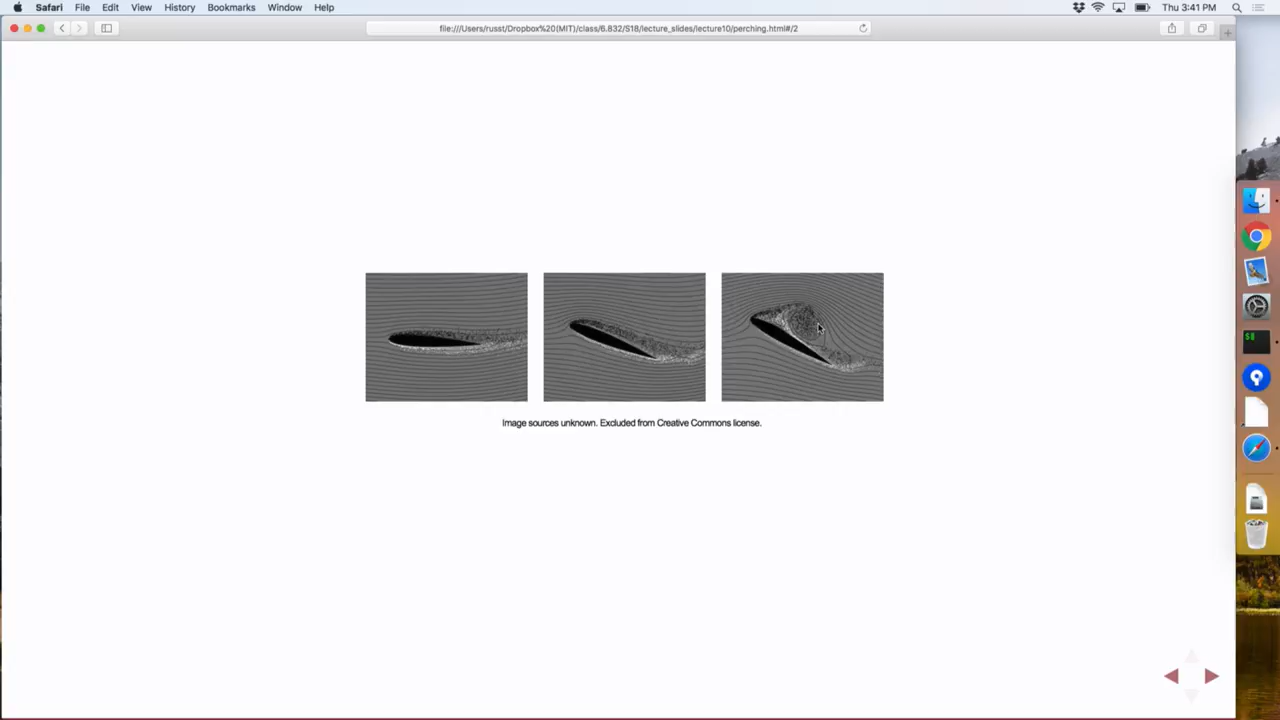 Safari File Edit View History Bookmarks Window Help Thu 3:41 PM
file:///Users/russt/Dropbox%20(MIT)/class/6.832/S18/lecture_slides/lecture10/perching.html#/2
S8
Image sources unknown. Excluded from Creative Commons license.